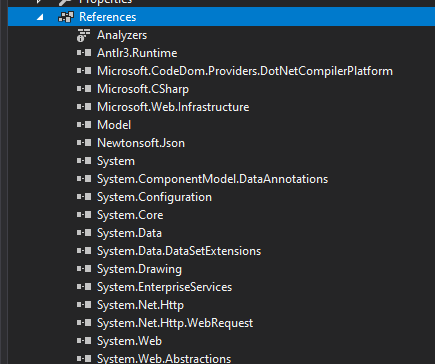 Properties
References
Analyzers
Antlr3.Runtime
Microsoft.CodeDom.Providers.DotNetCompilerPlatform
Microsoft.CSharp
Microsoft.Web.Infrastructure
Model
Newtonsoft.Json
System
System.ComponentModel.DataAnnotations
System.Configuration
System.Core
System.Data
System.Data.DataSetExtensions
System.Drawing
System.EnterpriseServices
System.Net.Http
System.Net.Http.WebRequest
System.Web
System.Web.Abstractions